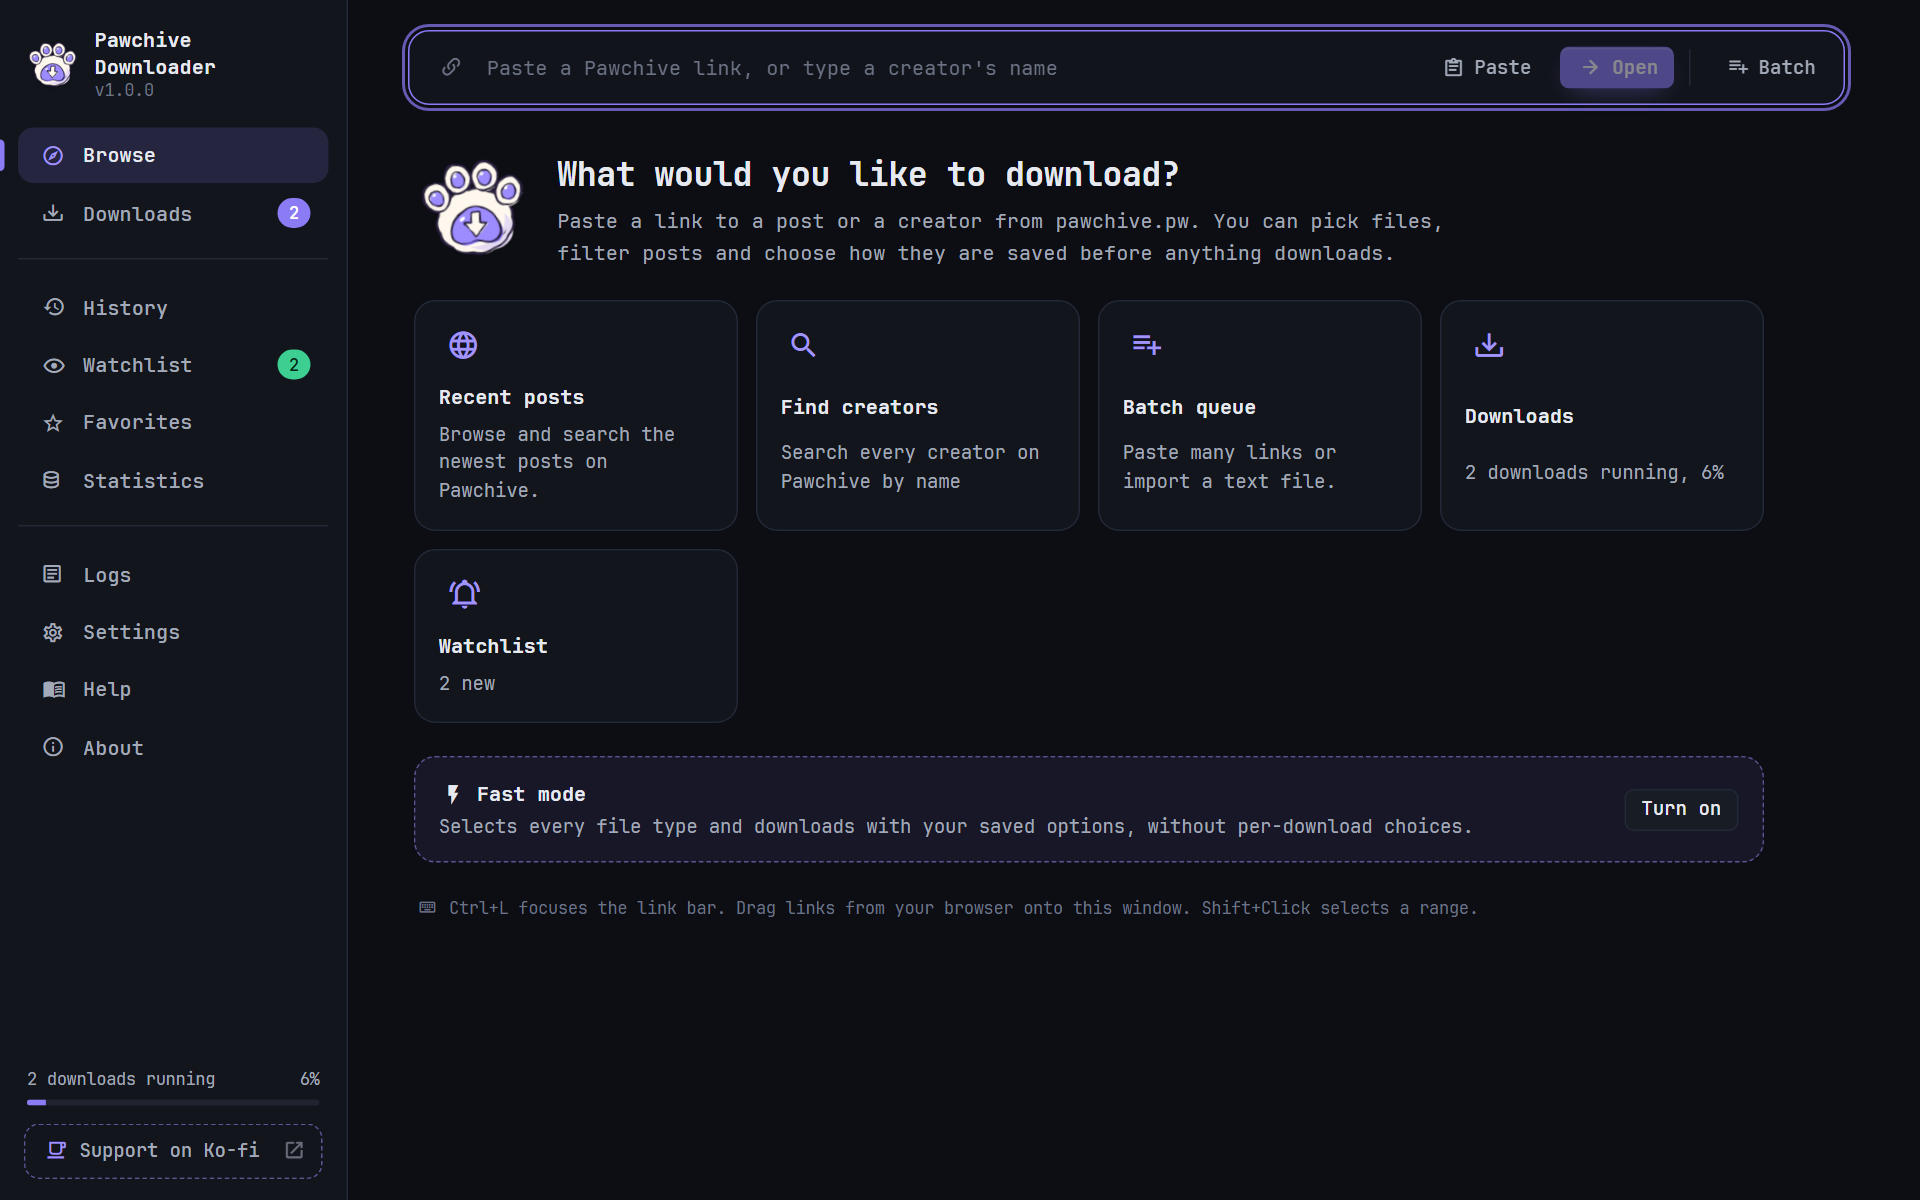 Pawchive
Downloader
v1.0.0
Browse
Downloads 2
History
Watchlist 2
Favorites
Statistics
Logs
Settings
Help
About
2 downloads running 6%
Support on Ko-fi
Paste a Pawchive link, or type a creator's name Paste Open Batch
What would you like to download?
Paste a link to a post or a creator from pawchive.pw. You can pick files,
filter posts and choose how they are saved before anything downloads.
Recent posts
Browse and search the
newest posts on
Pawchive.
Find creators
Search every creator on
Pawchive by name
Batch queue
Paste many links or
import a text file.
Downloads
2 downloads running, 6%
Watchlist
2 new
Fast mode
Selects every file type and downloads with your saved options, without per-download choices.
Turn on
Ctrl+L focuses the link bar. Drag links from your browser onto this window. Shift+Click selects a range.